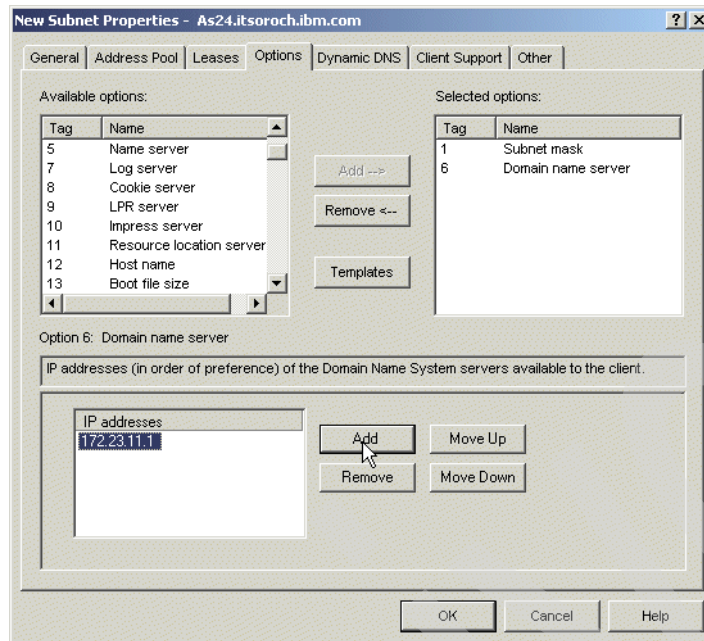 New Subnet Properties - As24.itsoroch.ibm.com
General Address Pool Leases Options Dynamic DNS Client Support Other
Available options: Selected options:
Tag Name Tag Name
5 Name server 1 Subnet mask
7 Log server 6 Domain name server
8 Cookie server Add -->
9 LPR server
10 Impress server Remove <--
11 Resource location server
12 Host name Templates
13 Boot file size
Option 6: Domain name server
IP addresses (in order of preference) of the Domain Name System servers available to the client.
IP addresses
172.23.11.1 Add Move Up
Remove Move Down
OK Cancel Help